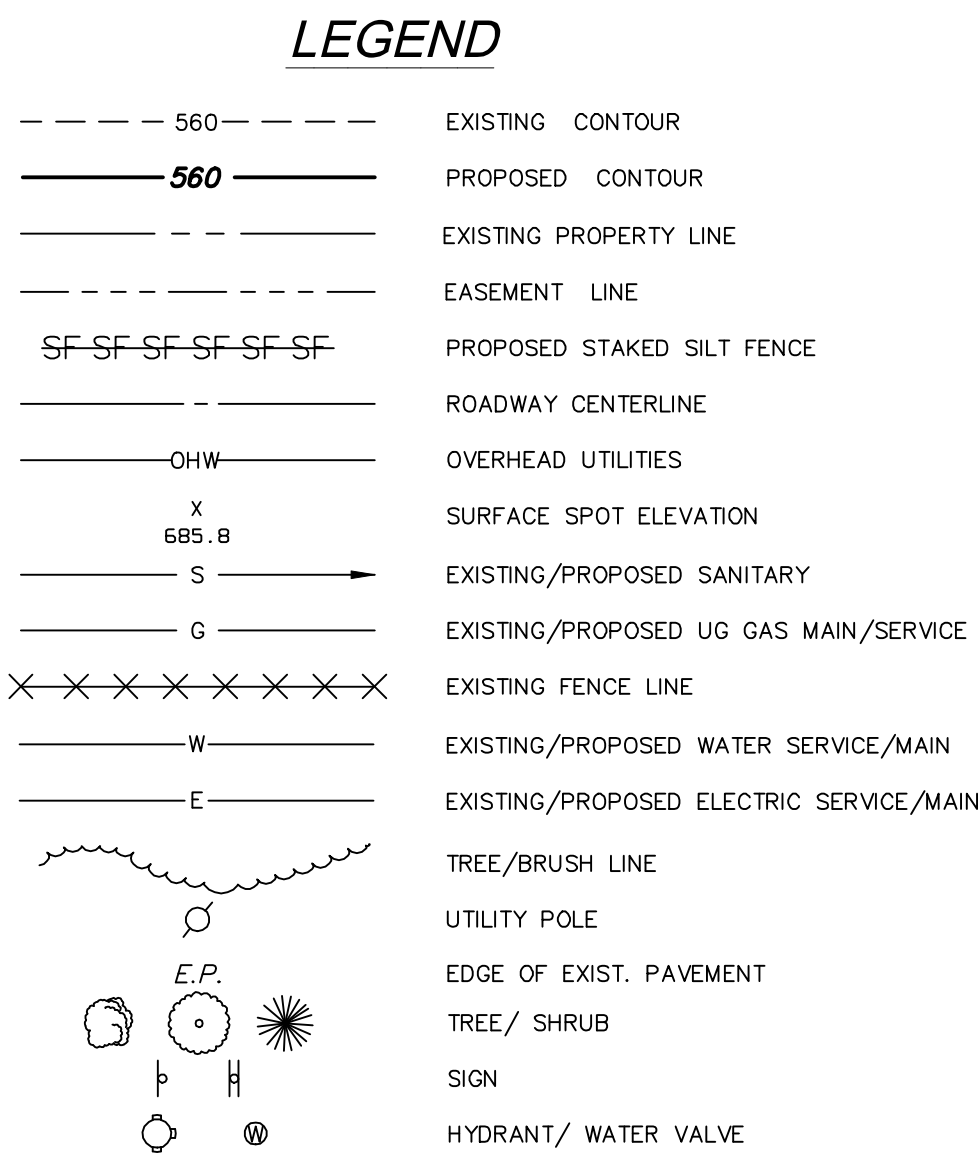 LEGEND
560 EXISTING CONTOUR
560 PROPOSED CONTOUR
EXISTING PROPERTY LINE
EASEMENT LINE
SF SF SF SF SF SF PROPOSED STAKED SILT FENCE
ROADWAY CENTERLINE
OHW OVERHEAD UTILITIES
X
685.8 SURFACE SPOT ELEVATION
S EXISTING/PROPOSED SANITARY
G EXISTING/PROPOSED UG GAS MAIN/SERVICE
EXISTING FENCE LINE
W EXISTING/PROPOSED WATER SERVICE/MAIN
E EXISTING/PROPOSED ELECTRIC SERVICE/MAIN
TREE/BRUSH LINE
UTILITY POLE
E.P. EDGE OF EXIST. PAVEMENT
TREE/ SHRUB
SIGN
W HYDRANT/ WATER VALVE